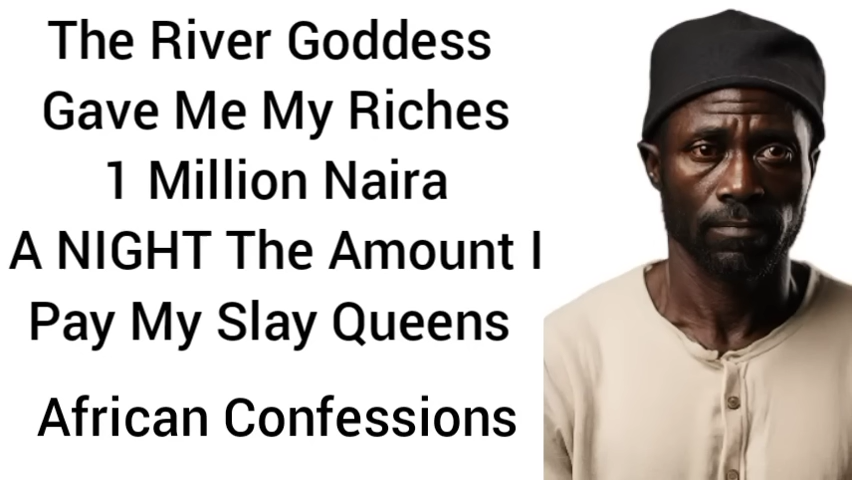 The River Goddess
Gave Me My Riches
1 Million Naira
A NIGHT The Amount I
Pay My Slay Queens
African Confessions